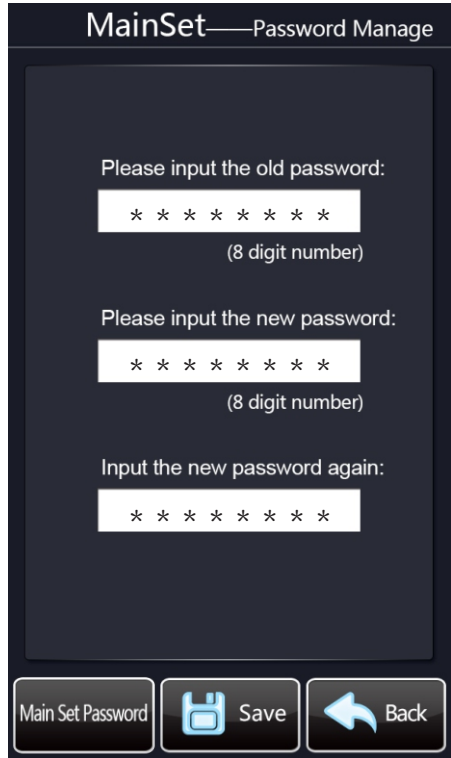 MainSet——Password Manage
Please input the old password:
* * * * * * * *
(8 digit number)
Please input the new password:
* * * * * * * *
(8 digit number)
Input the new password again:
* * * * * * * *
Main Set Password Save Back